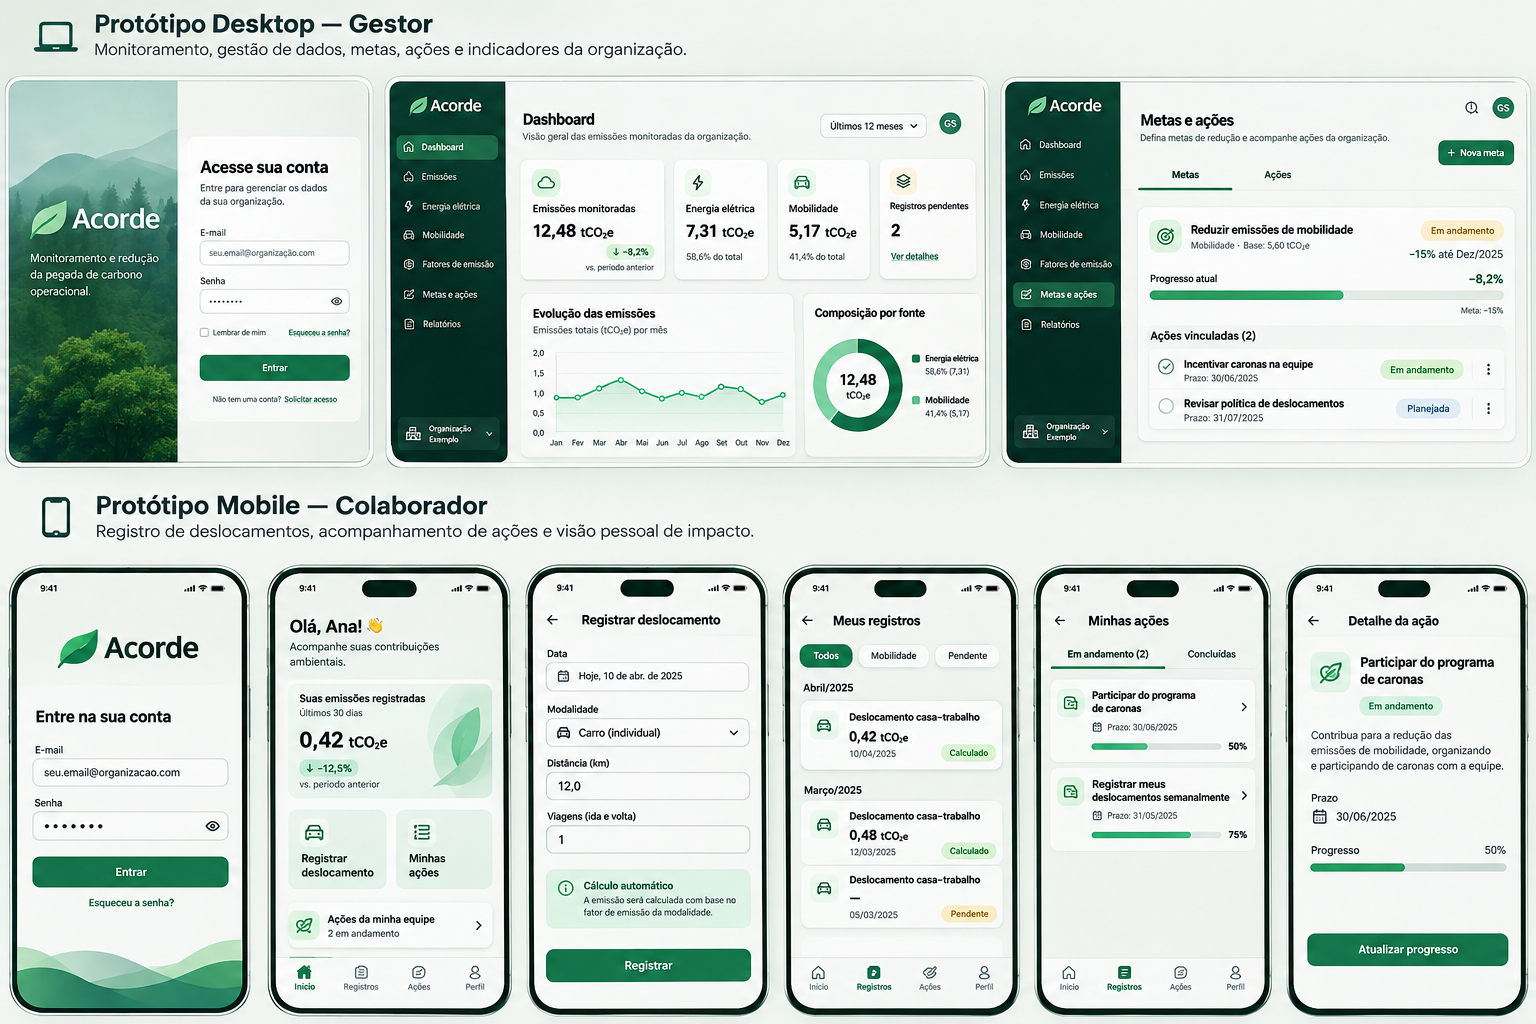 Protótipo Desktop — Gestor
Monitoramento, gestão de dados, metas, ações e indicadores da organização.
Acorde
Monitoramento e redução
da pegada de carbono
operacional.
Acesse sua conta
Entre para gerenciar os dados
da sua organização.
E-mail
seu.email@organização.com
Senha
Lembrar de mim
Esqueceu a senha?
Entrar
Não tem uma conta? Solicitar acesso
Acorde
Dashboard
Emissões
Energia elétrica
Mobilidade
Fatores de emissão
Metas e ações
Relatórios
Organização
Exemplo
Dashboard
Visão geral das emissões monitoradas da organização.
Últimos 12 meses
GS
Emissões monitoradas
12,48 tCO₂e
↓ −8,2%
vs. período anterior
Energia elétrica
7,31 tCO₂e
58,6% do total
Mobilidade
5,17 tCO₂e
41,4% do total
Registros pendentes
2
Ver detalhes
Evolução das emissões
Emissões totais (tCO₂e) por mês
2,0
1,5
1,0
0,5
0,0
Jan Fev Mar Abr Mai Jun Jul Ago Set Out Nov Dez
Composição por fonte
12,48
tCO₂e
Energia elétrica
58,6% (7,31)
Mobilidade
41,4% (5,17)
Acorde
Dashboard
Emissões
Energia elétrica
Mobilidade
Fatores de emissão
Metas e ações
Relatórios
Organização
Exemplo
GS
Metas e ações
Defina metas de redução e acompanhe ações da organização.
+ Nova meta
Metas
Ações
Reduzir emissões de mobilidade
Mobilidade · Base: 5,60 tCO₂e
Em andamento
−15% até Dez/2025
Progresso atual
−8,2%
Meta: −15%
Ações vinculadas (2)
Incentivar caronas na equipe
Prazo: 30/06/2025
Em andamento
Revisar política de deslocamentos
Prazo: 31/07/2025
Planejada
Protótipo Mobile — Colaborador
Registro de deslocamentos, acompanhamento de ações e visão pessoal de impacto.
9:41
Acorde
Entre na sua conta
E-mail
seu.email@organizacao.com
Senha
Entrar
Esqueceu a senha?
9:41
Olá, Ana! 👋
Acompanhe suas contribuições
ambientais.
Suas emissões registradas
Últimos 30 dias
0,42 tCO₂e
↓ −12,5%
vs. período anterior
Registrar
deslocamento
Minhas
ações
Ações da minha equipe
2 em andamento
Início
Registros
Ações
Perfil
9:41
Registrar deslocamento
Data
Hoje, 10 de abr. de 2025
Modalidade
Carro (individual)
Distância (km)
12,0
Viagens (ida e volta)
1
Cálculo automático
A emissão será calculada com base no
fator de emissão da modalidade.
Registrar
9:41
Meus registros
Todos
Mobilidade
Pendente
Abril/2025
Deslocamento casa-trabalho
0,42 tCO₂e
10/04/2025
Calculado
Março/2025
Deslocamento casa-trabalho
0,48 tCO₂e
12/03/2025
Calculado
Deslocamento casa-trabalho
—
05/03/2025
Pendente
Início
Registros
Ações
Perfil
9:41
Minhas ações
Em andamento (2)
Concluídas
Participar do programa
de caronas
Prazo: 30/06/2025
50%
Registrar meus
deslocamentos semanalmente
Prazo: 31/05/2025
75%
Início
Registros
Ações
Perfil
9:41
Detalhe da ação
Participar do programa
de caronas
Em andamento
Contribua para a redução das
emissões de mobilidade, organizando
e participando de caronas com a equipe.
Prazo
30/06/2025
Progresso
50%
Atualizar progresso